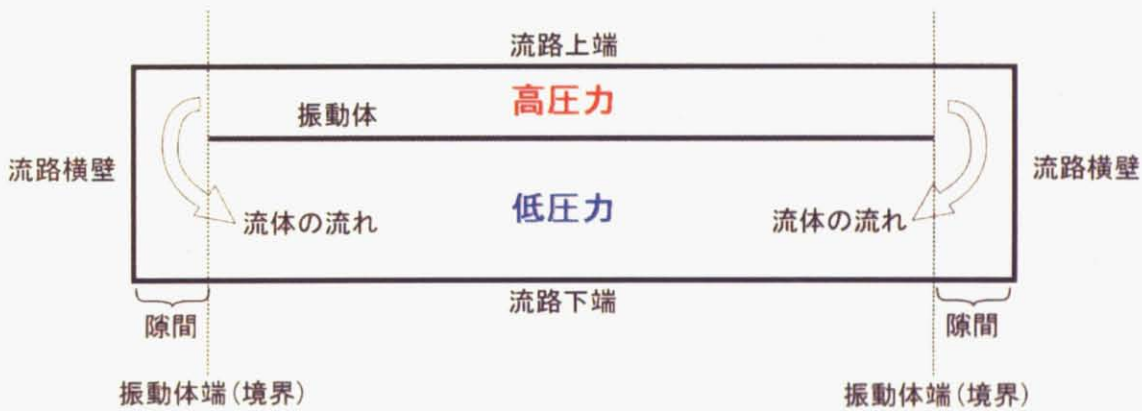 流路上端
高圧力
振動体
流路横壁
流路横壁
低圧力
流体の流れ
流体の流れ
流路下端
隙間
隙間
振動体端(境界)
振動体端(境界)